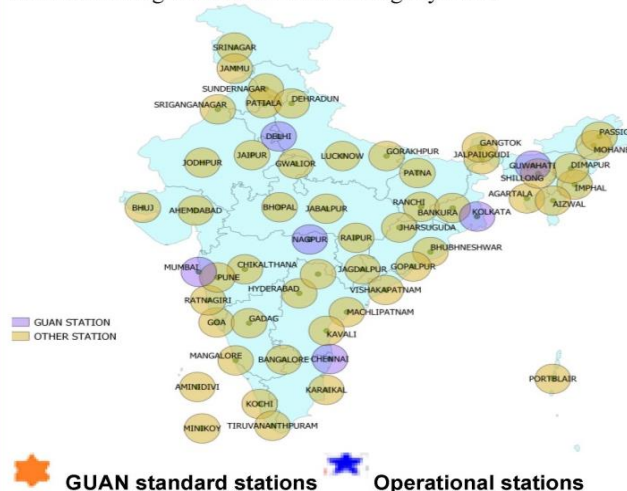 SRINAGAR
JAMMU
SUNDERNAGAR
PATIALA
DEHRADUN
SRIGANGANAGAR
DELHI
JODHPUR
JAIPUR
GWALIOR
LUCKNOW
GORAKHPUR
GANGTOK
JALPAIUGUDI
PASSIG
MOHANB
GUWAHATI
DIMAPUR
SHILLONG
IMPHAL
PATNA
AGARTALA
AIZWAL
RANCHI
BANKURA
KOLKATA
BHUJ
AHEMDABAD
BHOPAL
JABALPUR
JHARSUGUDA
NAGPUR
RAIPUR
BHUBHNESHWAR
MUMBAI
CHIKALTHANA
PUNE
JAGDALPUR
GOPALPUR
HYDERABAD
VISHAKAPATNAM
RATNAGIRI
MACHLIPATNAM
GOA
GADAG
KAVALI
GUAN STATION
OTHER STATION
MANGALORE
BANGALORE
CHENNAI
AMINIDIVI
KARAIKAL
PORTBLAIR
KOCHI
MINIKOY
TIRUVANANTHPURAM
GUAN standard stations
Operational stations